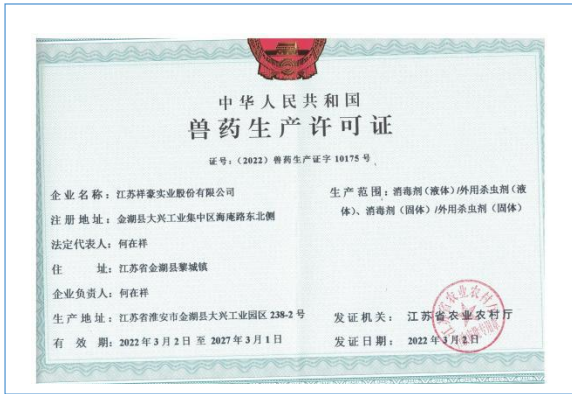 中华人民共和国
兽药生产许可证
证号：（2022）兽药生产证字 10175 号
企业名称：江苏祥豪实业股份有限公司
注册地址：金湖县大兴工业集中区海庵路东北侧
法定代表人：何在祥
住 址：江苏省金湖县黎城镇
企业负责人：何在祥
生产地址：江苏省淮安市金湖县大兴工业园区 238-2 号
有 效 期：2022 年 3 月 2 日 至 2027 年 3 月 1 日
生产范围：消毒剂（液体）/外用杀虫剂（液
体）、消毒剂（固体）/外用杀虫剂（固体）
发证机关： 江苏省农业农村厅
发证日期： 2022 年 3 月 2 日